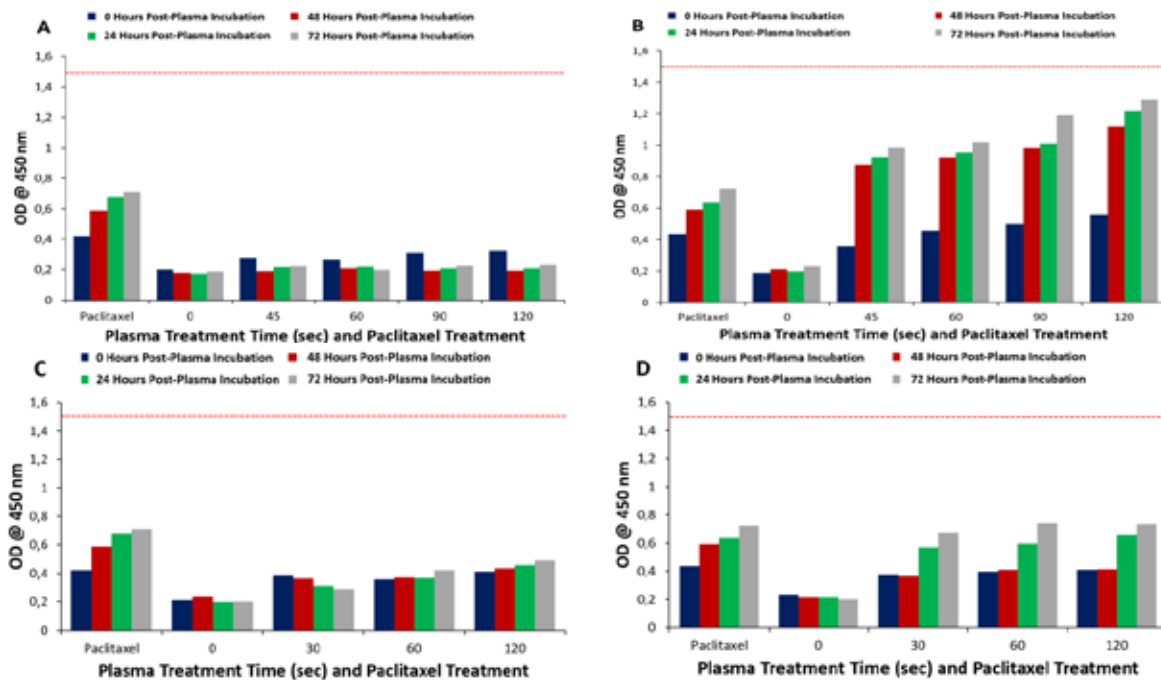 A
0 Hours Post-Plasma Incubation
48 Hours Post-Plasma Incubation
24 Hours Post-Plasma Incubation
72 Hours Post-Plasma Incubation
OD @ 450 nm
1,6
1,4
1,2
1
0,8
0,6
0,4
0,2
0
Paclitaxel 0 45 60 90 120
Plasma Treatment Time (sec) and Paclitaxel Treatment
B
0 Hours Post-Plasma Incubation
48 Hours Post-Plasma Incubation
24 Hours Post-Plasma Incubation
72 Hours Post-Plasma Incubation
OD @ 450 nm
1,6
1,4
1,2
1
0,8
0,6
0,4
0,2
0
Paclitaxel 0 45 60 90 120
Plasma Treatment Time (sec) and Paclitaxel Treatment
C
0 Hours Post-Plasma Incubation
48 Hours Post-Plasma Incubation
24 Hours Post-Plasma Incubation
72 Hours Post-Plasma Incubation
OD @ 450 nm
1,6
1,4
1,2
1
0,8
0,6
0,4
0,2
0
Paclitaxel 0 30 60 120
Plasma Treatment Time (sec) and Paclitaxel Treatment
D
0 Hours Post-Plasma Incubation
48 Hours Post-Plasma Incubation
24 Hours Post-Plasma Incubation
72 Hours Post-Plasma Incubation
OD @ 450 nm
1,6
1,4
1,2
1
0,8
0,6
0,4
0,2
0
Paclitaxel 0 30 60 120
Plasma Treatment Time (sec) and Paclitaxel Treatment